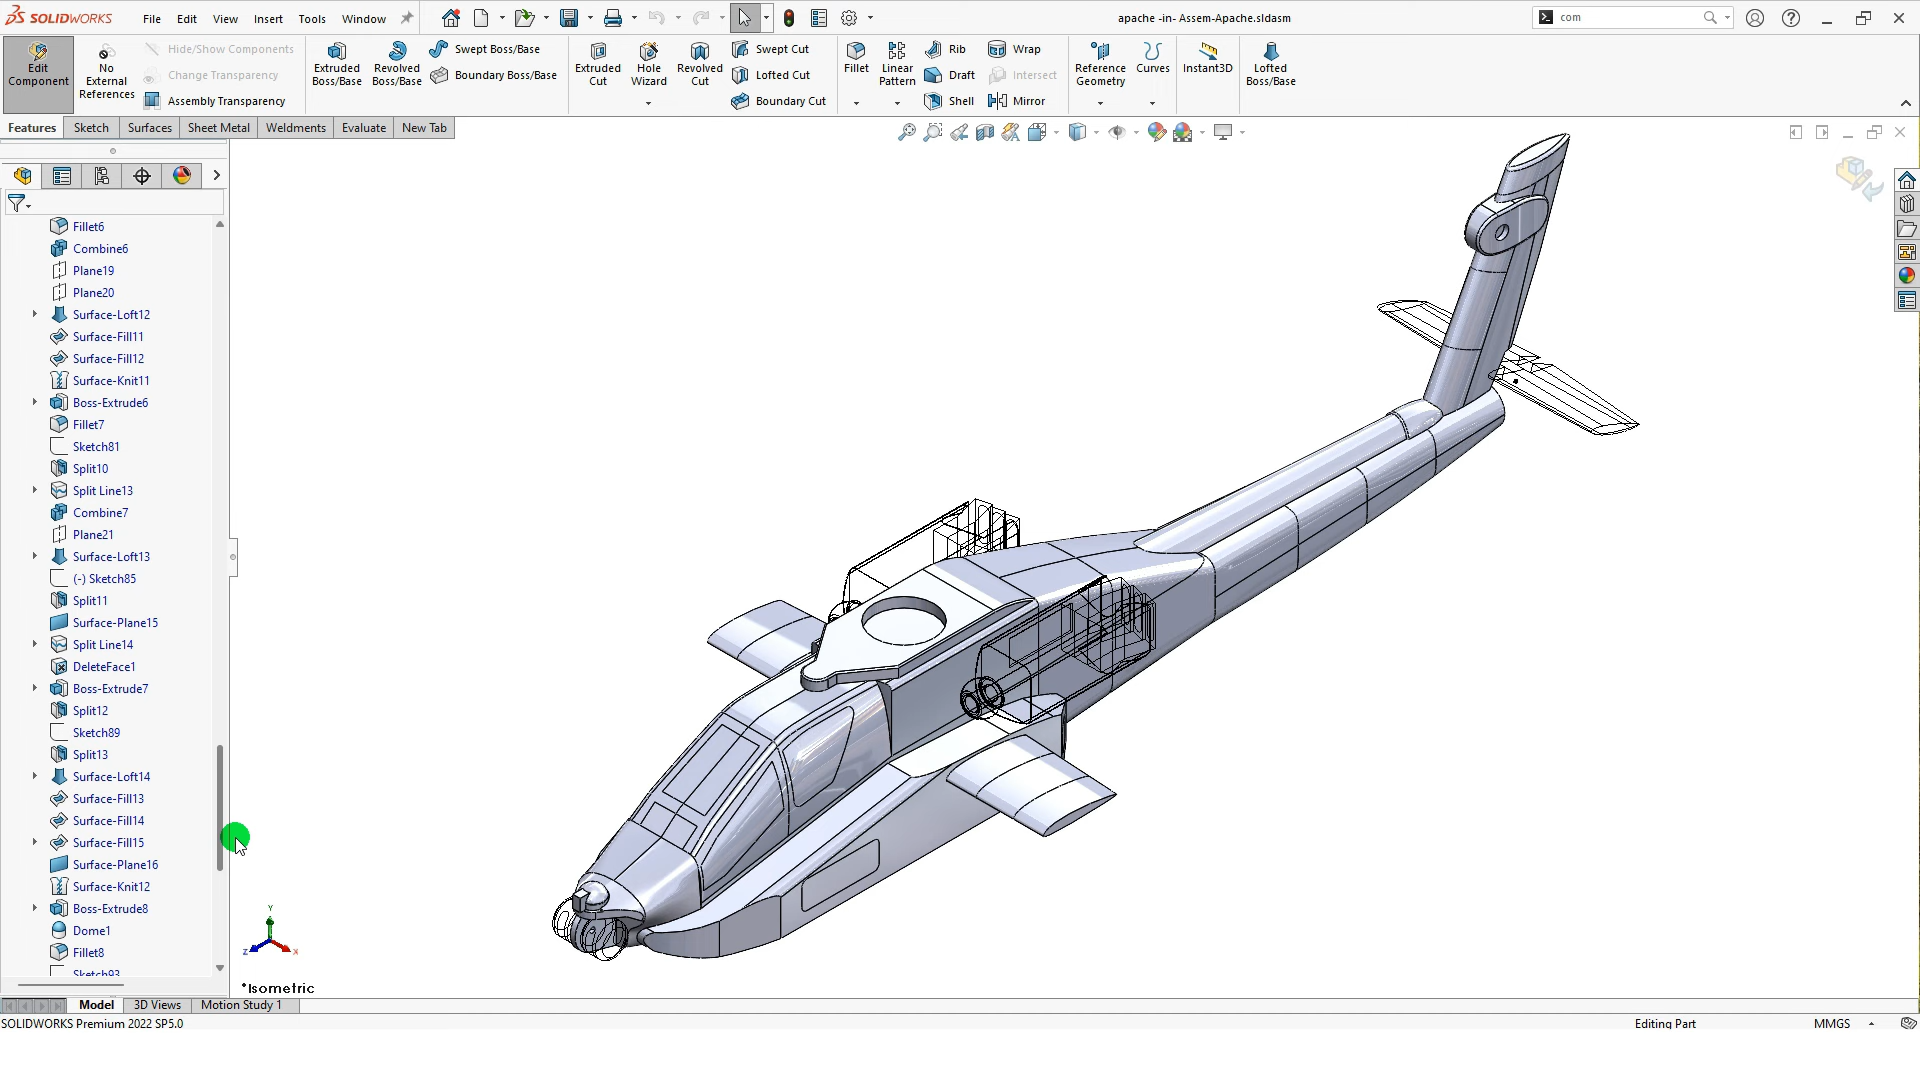 SOLIDWORKS
File
Edit
View
Insert
Tools
Window
apache -in- Assem-Apache.sldasm
com
Edit
Component
No
External
References
Hide/Show Components
Change Transparency
Assembly Transparency
Extruded
Boss/Base
Revolved
Boss/Base
Swept Boss/Base
Boundary Boss/Base
Extruded
Cut
Hole
Wizard
Revolved
Cut
Swept Cut
Lofted Cut
Boundary Cut
Fillet
Linear
Pattern
Rib
Draft
Shell
Wrap
Intersect
Mirror
Reference
Geometry
Curves
Instant3D
Lofted
Boss/Base
Features
Sketch
Surfaces
Sheet Metal
Weldments
Evaluate
New Tab
Fillet6
Combine6
Plane19
Plane20
Surface-Loft12
Surface-Fill11
Surface-Fill12
Surface-Knit11
Boss-Extrude6
Fillet7
Sketch81
Split10
Split Line13
Combine7
Plane21
Surface-Loft13
(-) Sketch85
Split11
Surface-Plane15
Split Line14
DeleteFace1
Boss-Extrude7
Split12
Sketch89
Split13
Surface-Loft14
Surface-Fill13
Surface-Fill14
Surface-Fill15
Surface-Plane16
Surface-Knit12
Boss-Extrude8
Dome1
Fillet8
Sketch93
Y
Z
X
*Isometric
Model
3D Views
Motion Study 1
SOLIDWORKS Premium 2022 SP5.0
Editing Part
MMGS